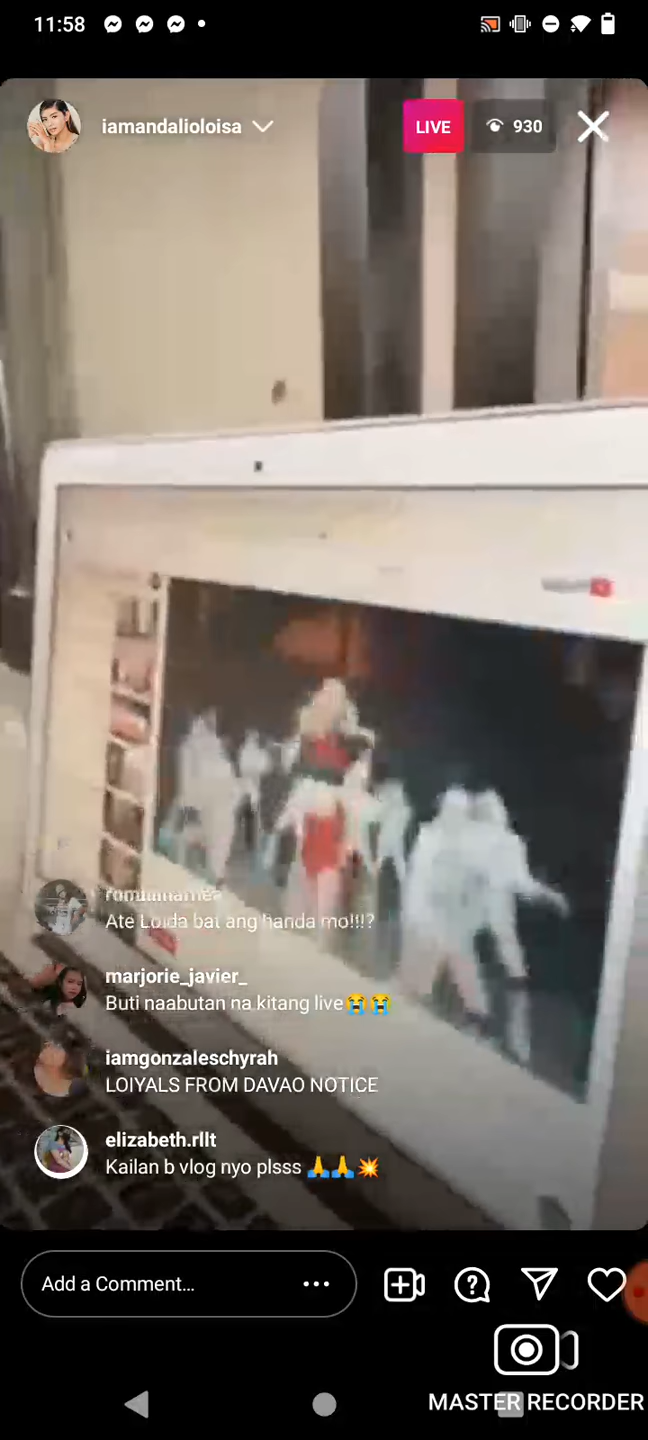 11:58
iamandalioloisa
LIVE
930
Ate Loida bat ang handa mo!!!?
marjorie_javier_
Buti naabutan na kitang live😭😭
iamgonzaleschyrah
LOIYALS FROM DAVAO NOTICE
elizabeth.rllt
Kailan b vlog nyo plsss 🙏🙏💥
Add a Comment...
MASTER RECORDER